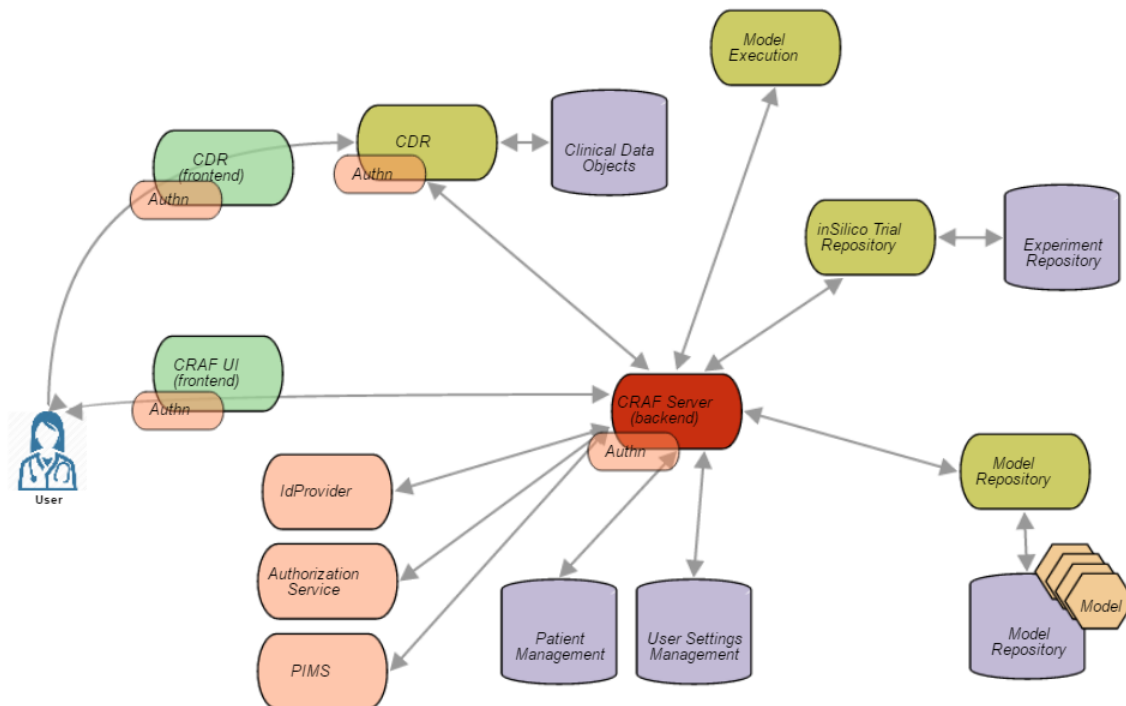 Model
Execution
CDR
CDR
(frontend)
Authn
Authn
Clinical Data
Objects
inSilico Trial
Repository
Experiment
Repository
CRAF UI
(frontend)
Authn
CRAF Server
(backend)
Authn
User
IdProvider
Model
Repository
Authorization
Service
Patient
Management
User Settings
Management
Model
Model
Repository
PIMS